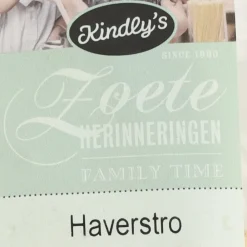 Kindly's
SINCE 1880
Zoete
HERINNERINGEN
FAMILY TIME
Haverstro